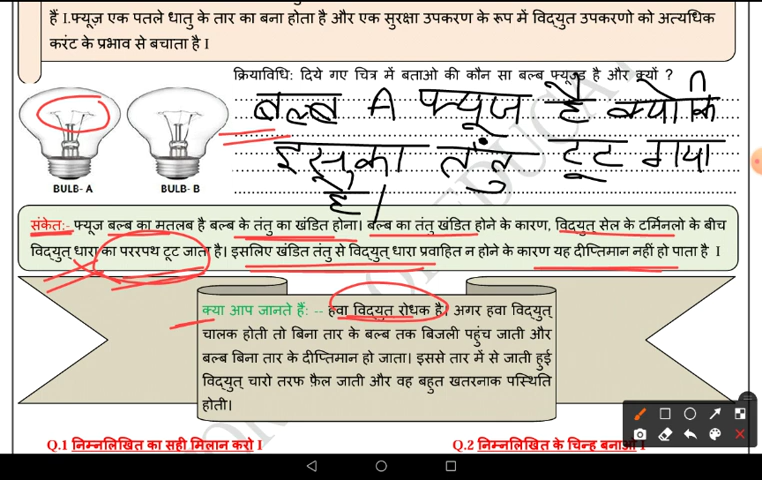 हैं I.फ्यूज़ एक पतले धातु के तार का बना होता है और एक सुरक्षा उपकरण के रूप में विद्युत उपकरणो को अत्यधिक
करंट के प्रभाव से बचाता है I
क्रियाविधि: दिये गए चित्र में बताओ की कौन सा बल्ब फ्यूज्ड है और क्यों ?
बल्ब A फ्यूज है क्योकि
इसका तंतु टूट गया
है।
BULB- A
BULB- B
संकेत:- फ्यूज़ बल्ब का मतलब है बल्ब के तंतु का खंडित होना। बल्ब का तंतु खंडित होने के कारण, विद्युत सेल के टर्मिनलो के बीच
विद्युत् धारा का पररपथ टूट जाता है। इसलिए खंडित तंतु से विद्युत धारा प्रवाहित न होने के कारण यह दीप्तिमान नहीं हो पाता है I
क्या आप जानते हैं: -- हवा विद्युत रोधक है। अगर हवा विद्युत्
चालक होती तो बिना तार के बल्ब तक बिजली पहुंच जाती और
बल्ब बिना तार के दीप्तिमान हो जाता। इससे तार में से जाती हुई
विद्युत् चारो तरफ फ़ैल जाती और वह बहुत खतरनाक पस्थिति
होती।
Q.1 निम्नलिखित का सही मिलान करो I
Q.2 निम्नलिखित के चिन्ह बनाओ I